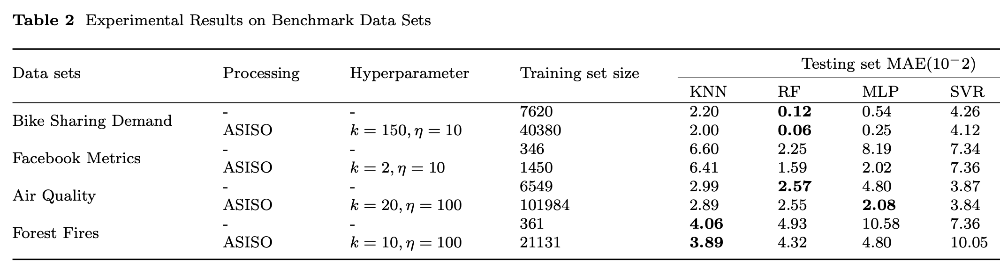 Table 2 Experimental Results on Benchmark Data Sets
Data sets Processing Hyperparameter Training set size Testing set MAE(10⁻2)
KNN RF MLP SVR
Bike Sharing Demand - - 7620 2.20 0.12 0.54 4.26
ASISO k = 150, η = 10 40380 2.00 0.06 0.25 4.12
Facebook Metrics - - 346 6.60 2.25 8.19 7.34
ASISO k = 2, η = 10 1450 6.41 1.59 2.02 7.36
Air Quality - - 6549 2.99 2.57 4.80 3.87
ASISO k = 20, η = 100 101984 2.89 2.55 2.08 3.84
Forest Fires - - 361 4.06 4.93 10.58 7.36
ASISO k = 10, η = 100 21131 3.89 4.32 4.80 10.05